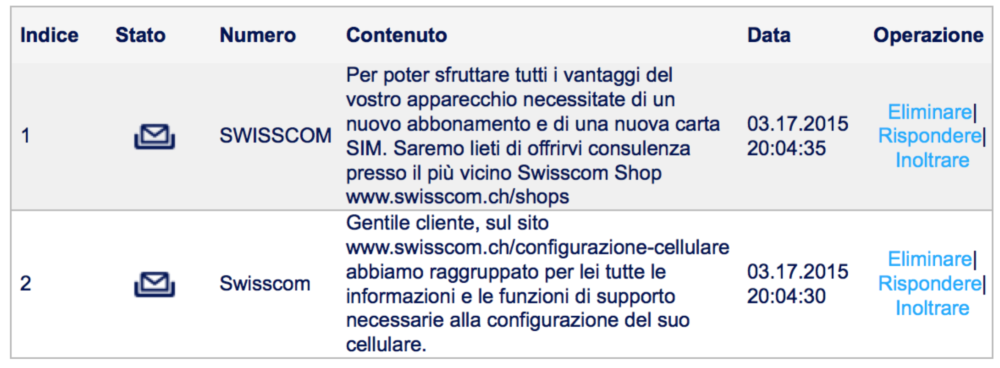 Indice Stato Numero Contenuto Data Operazione
Per poter sfruttare tutti i vantaggi del
vostro apparecchio necessitate di un
nuovo abbonamento e di una nuova carta
SIM. Saremo lieti di offrirvi consulenza
presso il più vicino Swisscom Shop
www.swisscom.ch/shops
1
SWISSCOM
03.17.2015
20:04:35
Eliminare|
Rispondere|
Inoltrare
Gentile cliente, sul sito
www.swisscom.ch/configurazione-cellulare
abbiamo raggruppato per lei tutte le
informazioni e le funzioni di supporto
necessarie alla configurazione del suo
cellulare.
2
Swisscom
03.17.2015
20:04:30
Eliminare|
Rispondere|
Inoltrare